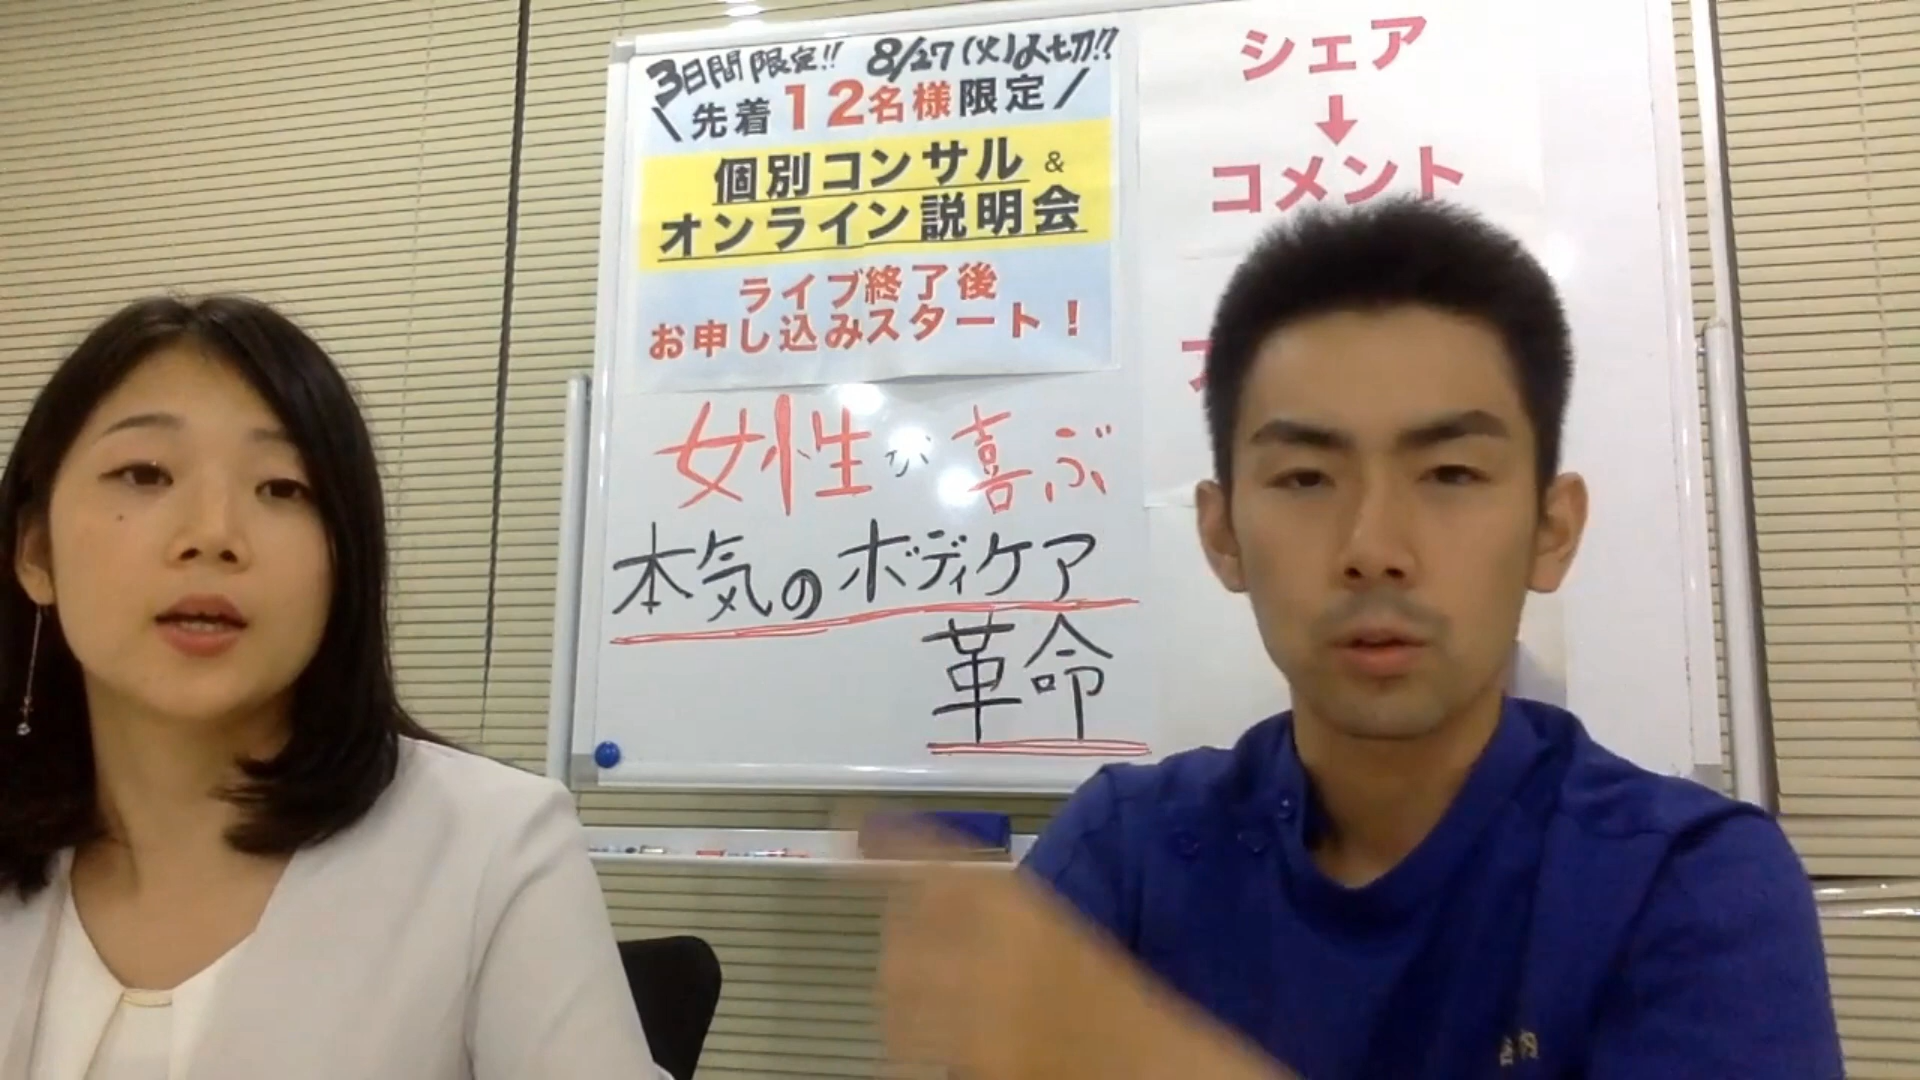 3日間限定!! 8/27(火)〆切!!
\先着12名様限定/
個別コンサル &
オンライン説明会
ライブ終了後
お申し込みスタート！
女性が喜ぶ
本気のボディケア
革命
シェア
↓
コメント